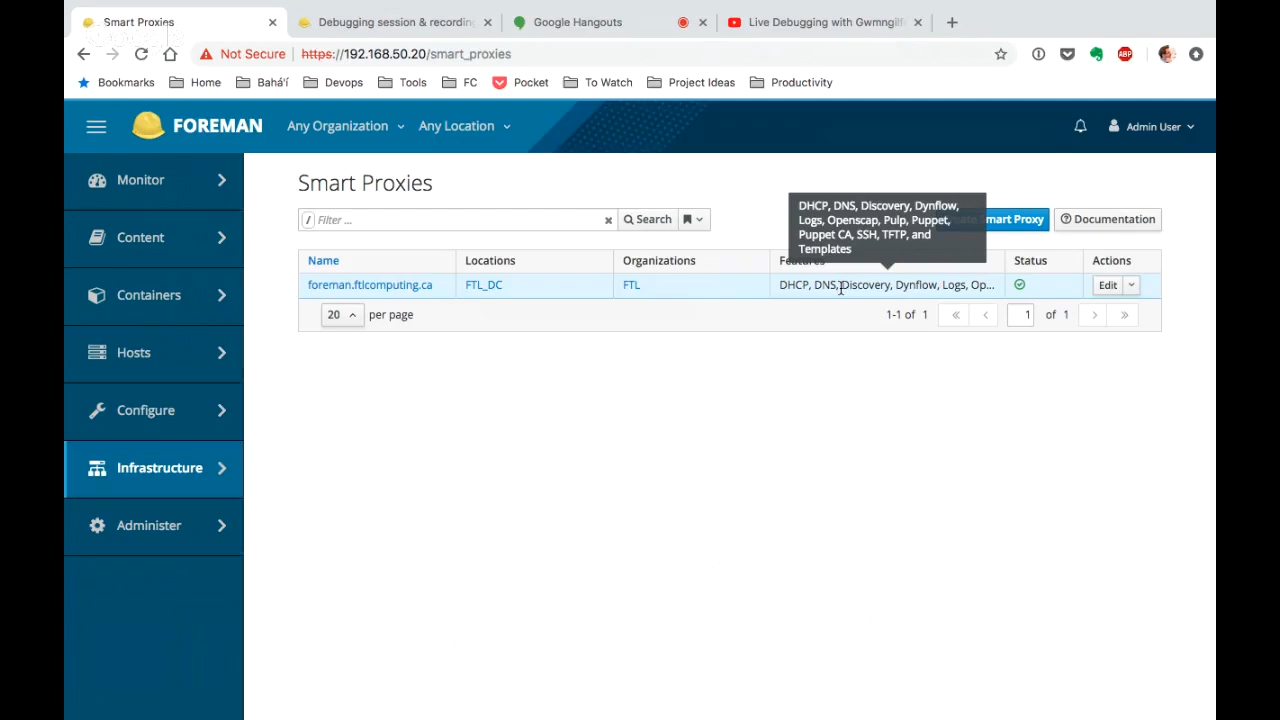 Smart Proxies
Debugging session & recording
Google Hangouts
Live Debugging with Gwmngilf
Not Secure https://192.168.50.20/smart_proxies
ABP
Bookmarks Home Bahá'í Devops Tools FC Pocket To Watch Project Ideas Productivity
FOREMAN Any Organization Any Location Admin User
Monitor
Content
Containers
Hosts
Configure
Infrastructure
Administer
Smart Proxies
/ Filter ... Search
mart Proxy
Documentation
DHCP, DNS, Discovery, Dynflow,
Logs, Openscap, Pulp, Puppet,
Puppet CA, SSH, TFTP, and
Templates
Name Locations Organizations Features Status Actions
foreman.ftlcomputing.ca FTL_DC FTL DHCP, DNS, Discovery, Dynflow, Logs, Op... Edit
20 per page 1-1 of 1 « ‹ 1 of 1 › »